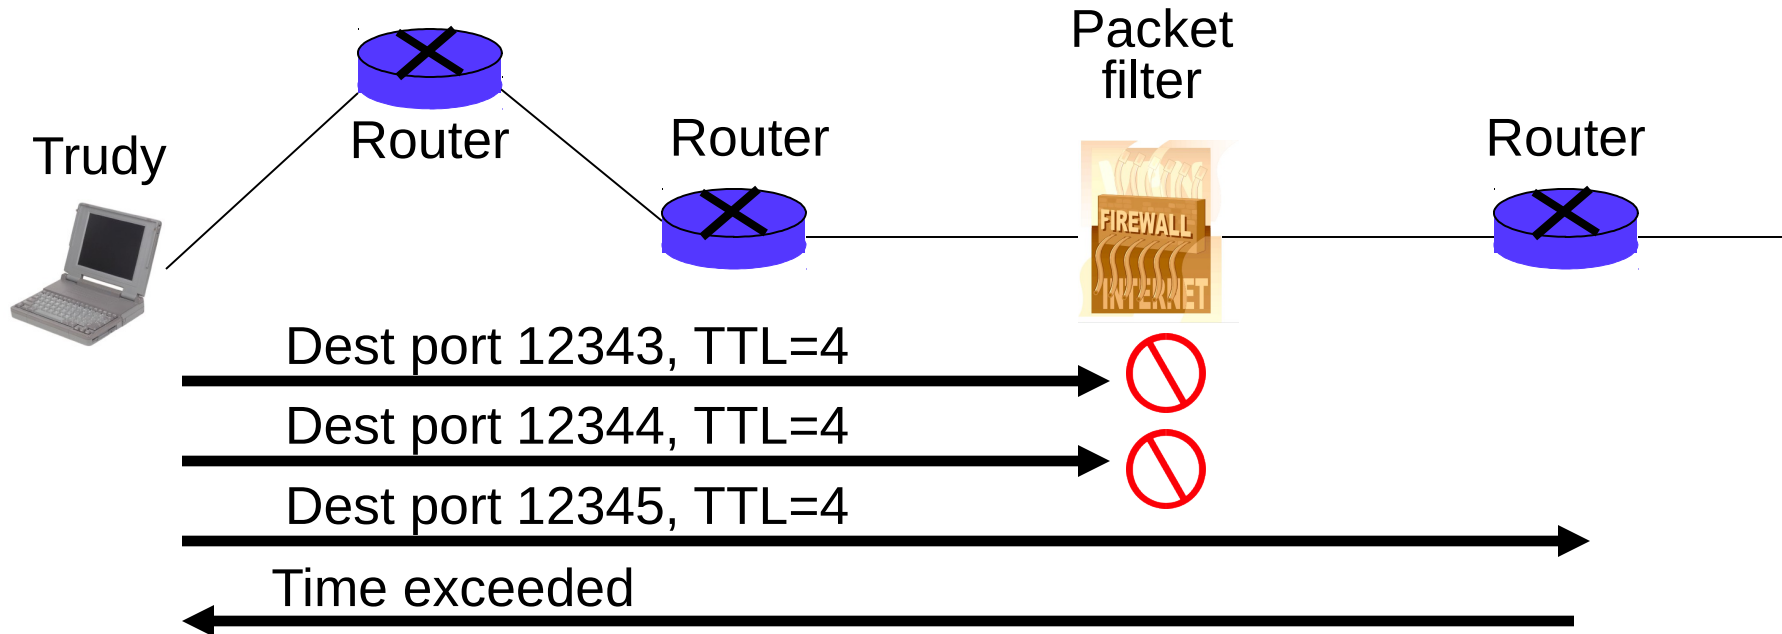 Packet
filter
Router
Router
Router
Trudy
FIREWALL
INTERNET
Dest port 12343, TTL=4
Dest port 12344, TTL=4
Dest port 12345, TTL=4
Time exceeded